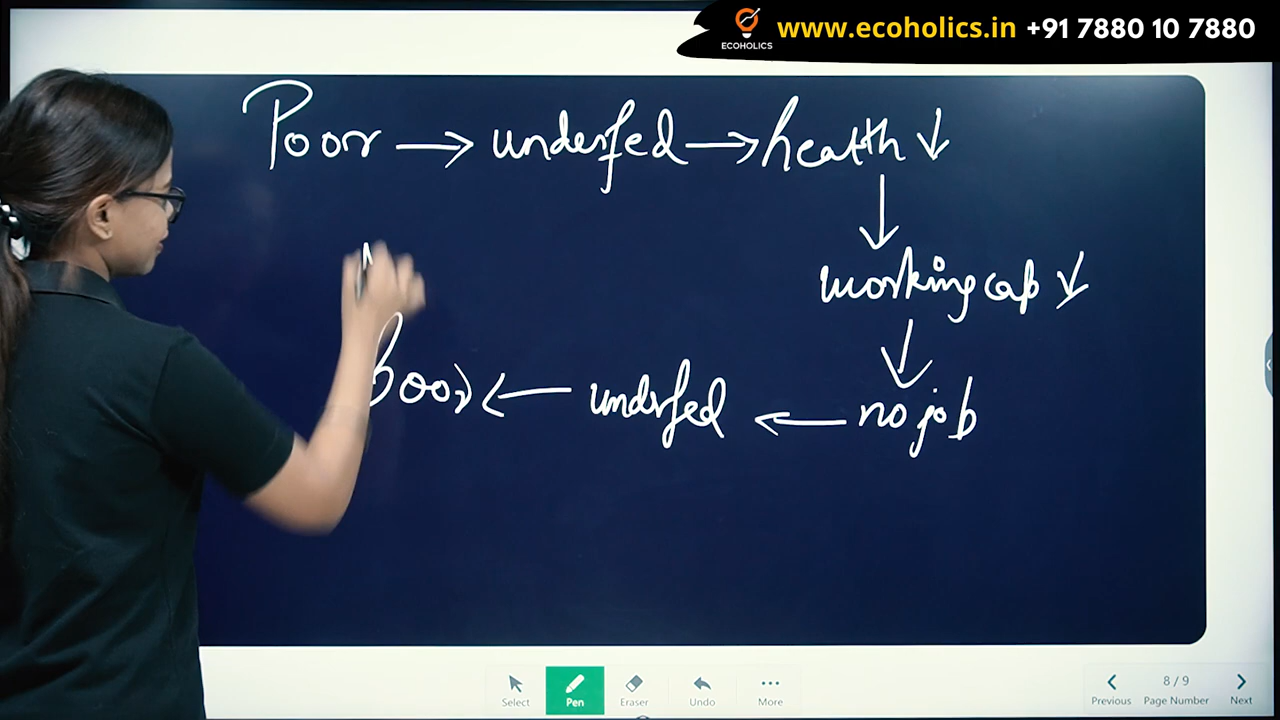 ECOHOLICS www.ecoholics.in +91 7880 10 7880
Poor → underfed → health ↓
↓
working cap ↓
↓
poor ← undrfed ← no job
Select Pen Eraser Undo More
8 / 9
Previous Page Number Next